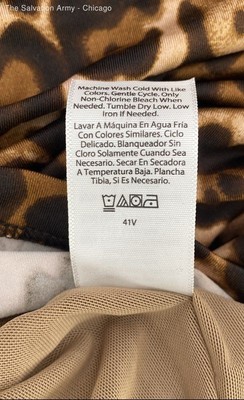 The Salvation Army - Chicago
Machine Wash Cold With Like
Colors. Gentle Cycle. Only
Non-Chlorine Bleach When
Needed. Tumble Dry Low. Low
Iron If Needed.
Lavar A Máquina En Agua Fría
Con Colores Similares. Ciclo
Delicado. Blanqueador Sin
Cloro Solamente Cuando Sea
Necesario. Secar En Secadora
A Temperatura Baja. Plancha
Tibia, Si Es Necesario.
41V